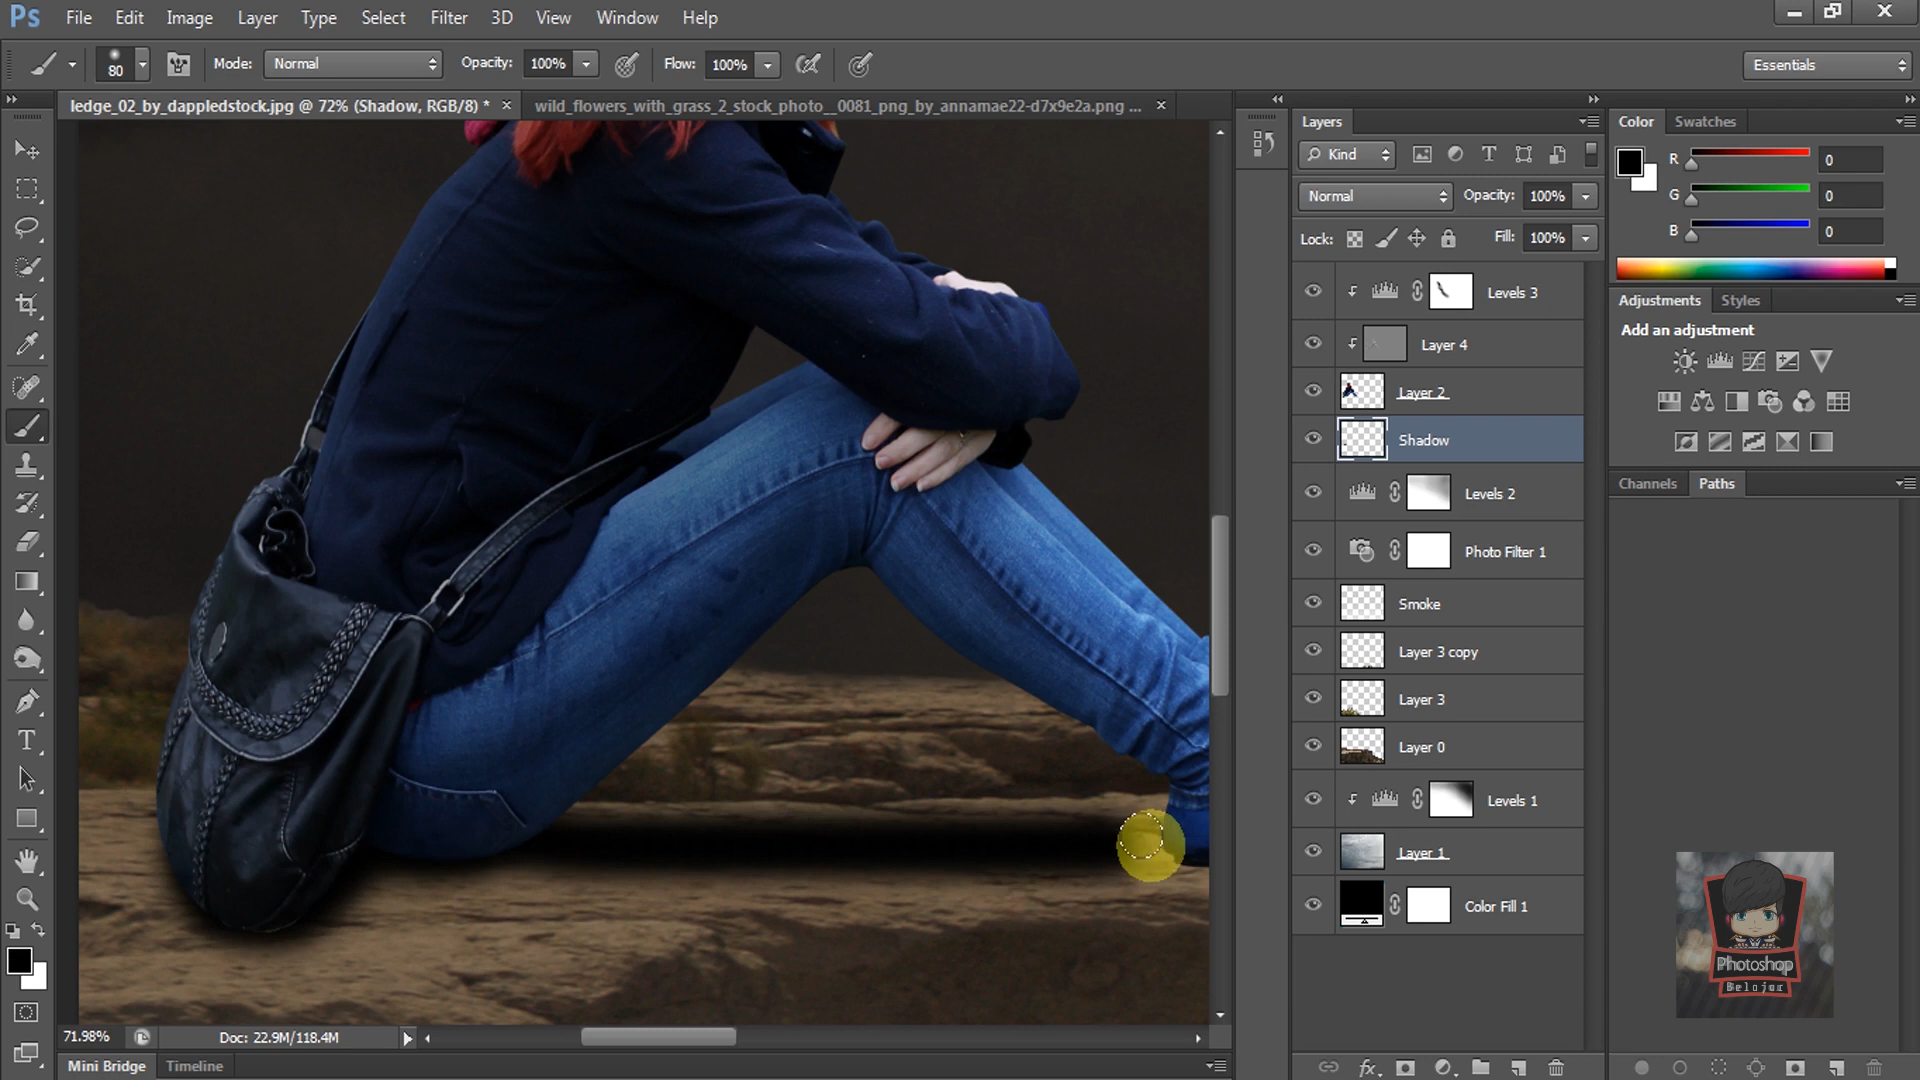 Ps File Edit Image Layer Type Select Filter 3D View Window Help
80 Mode: Normal Opacity: 100% Flow: 100% Essentials
ledge_02_by_dappledstock.jpg @ 72% (Shadow, RGB/8) * × wild_flowers_with_grass_2_stock_photo__0081_png_by_annamae22-d7x9e2a.png ... ×
Layers
Kind
Normal Opacity: 100%
Lock: Fill: 100%
Levels 3
Layer 4
Layer 2
Shadow
Levels 2
Photo Filter 1
Smoke
Layer 3 copy
Layer 3
Layer 0
Levels 1
Layer 1
Color Fill 1
fx
Color Swatches
R 0
G 0
B 0
Adjustments Styles
Add an adjustment
Channels Paths
Photoshop
Belajar
71.98% Doc: 22.9M/118.4M
Mini Bridge Timeline